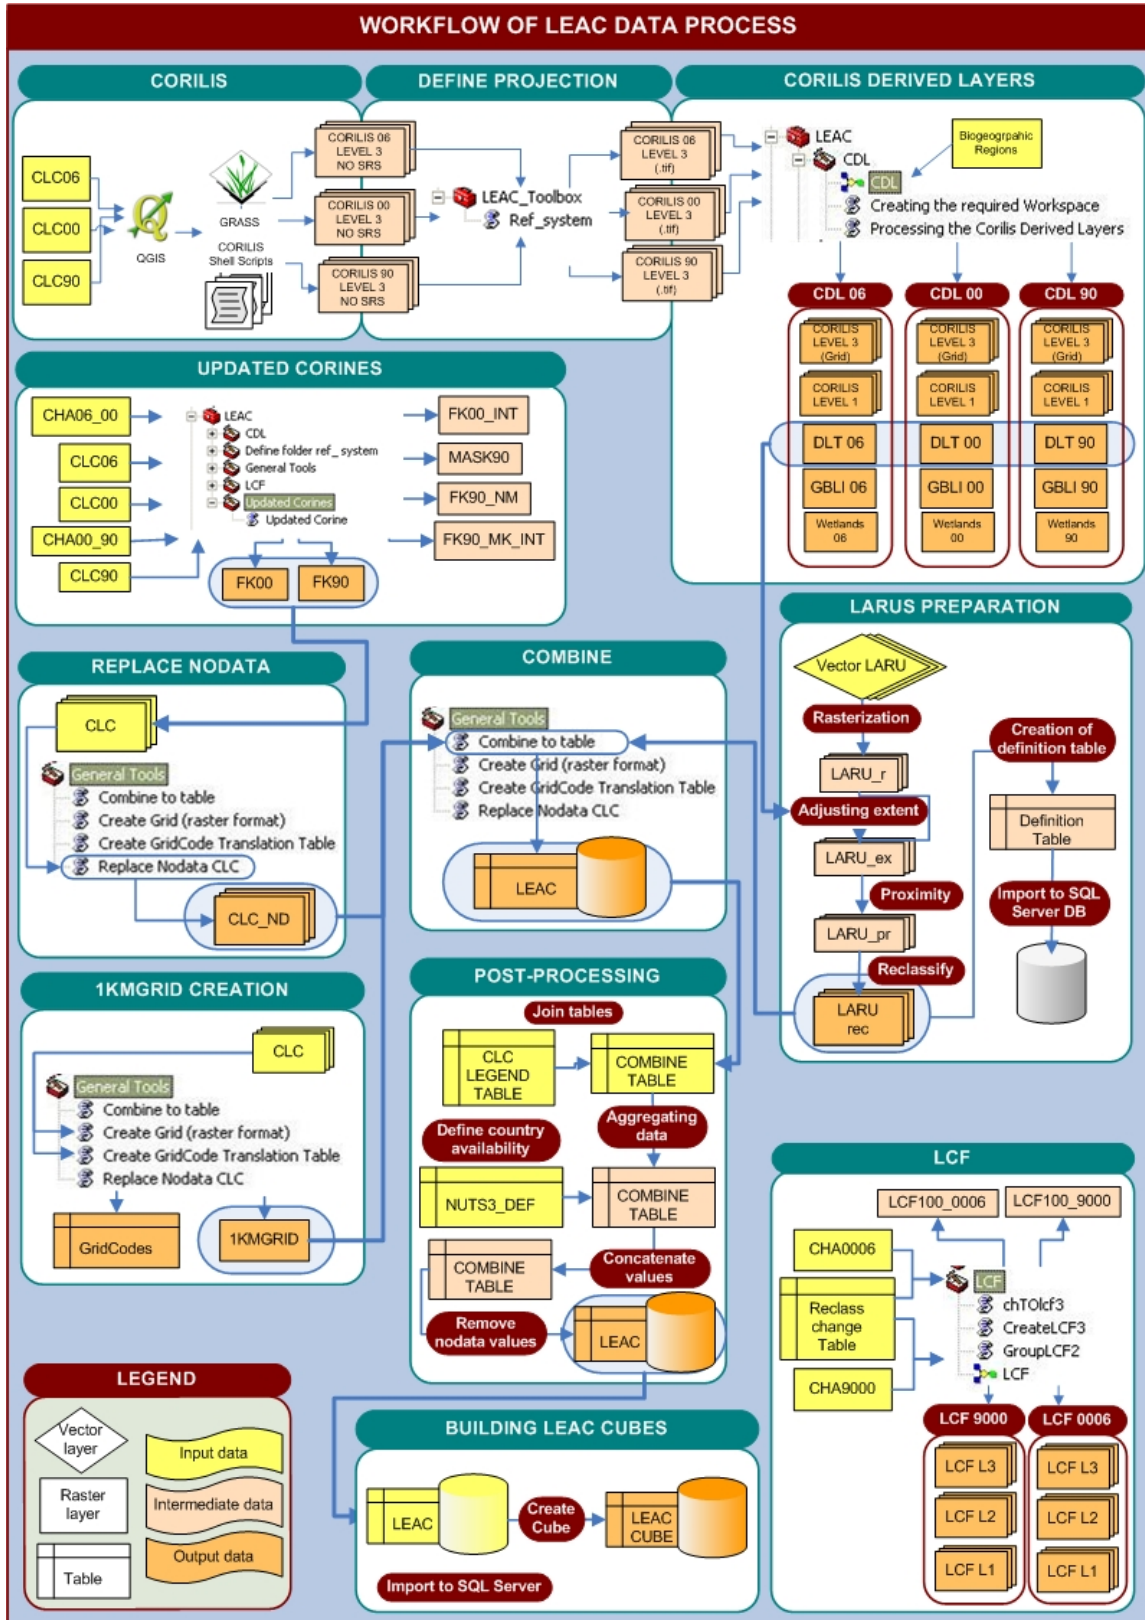 WORKFLOW OF LEAC DATA PROCESS
CORILIS
CLC06
CLC00
CLC90
QGIS
GRASS
CORILIS
Shell Scripts
CORILIS 06
LEVEL 3
NO SRS
CORILIS 00
LEVEL 3
NO SRS
CORILIS 90
LEVEL 3
NO SRS
DEFINE PROJECTION
LEAC_Toolbox
Ref_system
CORILIS 06
LEVEL 3
(.tif)
CORILIS 00
LEVEL 3
(.tif)
CORILIS 90
LEVEL 3
(.tif)
CORILIS DERIVED LAYERS
LEAC
CDL
CDL
Creating the required Workspace
Processing the Corilis Derived Layers
Biogeogrpahic
Regions
CDL 06
CORILIS
LEVEL 3
(Grid)
CORILIS
LEVEL 1
DLT 06
GBLI 06
Wetlands
06
CDL 00
CORILIS
LEVEL 3
(Grid)
CORILIS
LEVEL 1
DLT 00
GBLI 00
Wetlands
00
CDL 90
CORILIS
LEVEL 3
(Grid)
CORILIS
LEVEL 1
DLT 90
GBLI 90
Wetlands
90
UPDATED CORINES
CHA06_00
CLC06
CLC00
CHA00_90
CLC90
LEAC
CDL
Define folder ref_system
General Tools
LCF
Updated Corines
Updated Corine
FK00_INT
MASK90
FK90_NM
FK90_MK_INT
FK00
FK90
REPLACE NODATA
CLC
General Tools
Combine to table
Create Grid (raster format)
Create GridCode Translation Table
Replace Nodata CLC
CLC_ND
COMBINE
General Tools
Combine to table
Create Grid (raster format)
Create GridCode Translation Table
Replace Nodata CLC
LEAC
LARUS PREPARATION
Vector LARU
Rasterization
LARU_r
Adjusting extent
LARU_ex
Proximity
LARU_pr
Reclassify
LARU
rec
Creation of
definition table
Definition
Table
Import to SQL
Server DB
1KMGRID CREATION
CLC
General Tools
Combine to table
Create Grid (raster format)
Create GridCode Translation Table
Replace Nodata CLC
GridCodes
1KMGRID
POST-PROCESSING
Join tables
CLC
LEGEND
TABLE
COMBINE
TABLE
Define country
availability
Aggregating
data
NUTS3_DEF
COMBINE
TABLE
COMBINE
TABLE
Concatenate
values
Remove
nodata values
LEAC
LCF
LCF100_0006
LCF100_9000
CHA0006
Reclass
change
Table
CHA9000
LCF
chTOlcf3
CreateLCF3
GroupLCF2
LCF
LCF 9000
LCF L3
LCF L2
LCF L1
LCF 0006
LCF L3
LCF L2
LCF L1
LEGEND
Vector
layer
Raster
layer
Table
Input data
Intermediate data
Output data
BUILDING LEAC CUBES
LEAC
Create
Cube
LEAC
CUBE
Import to SQL Server